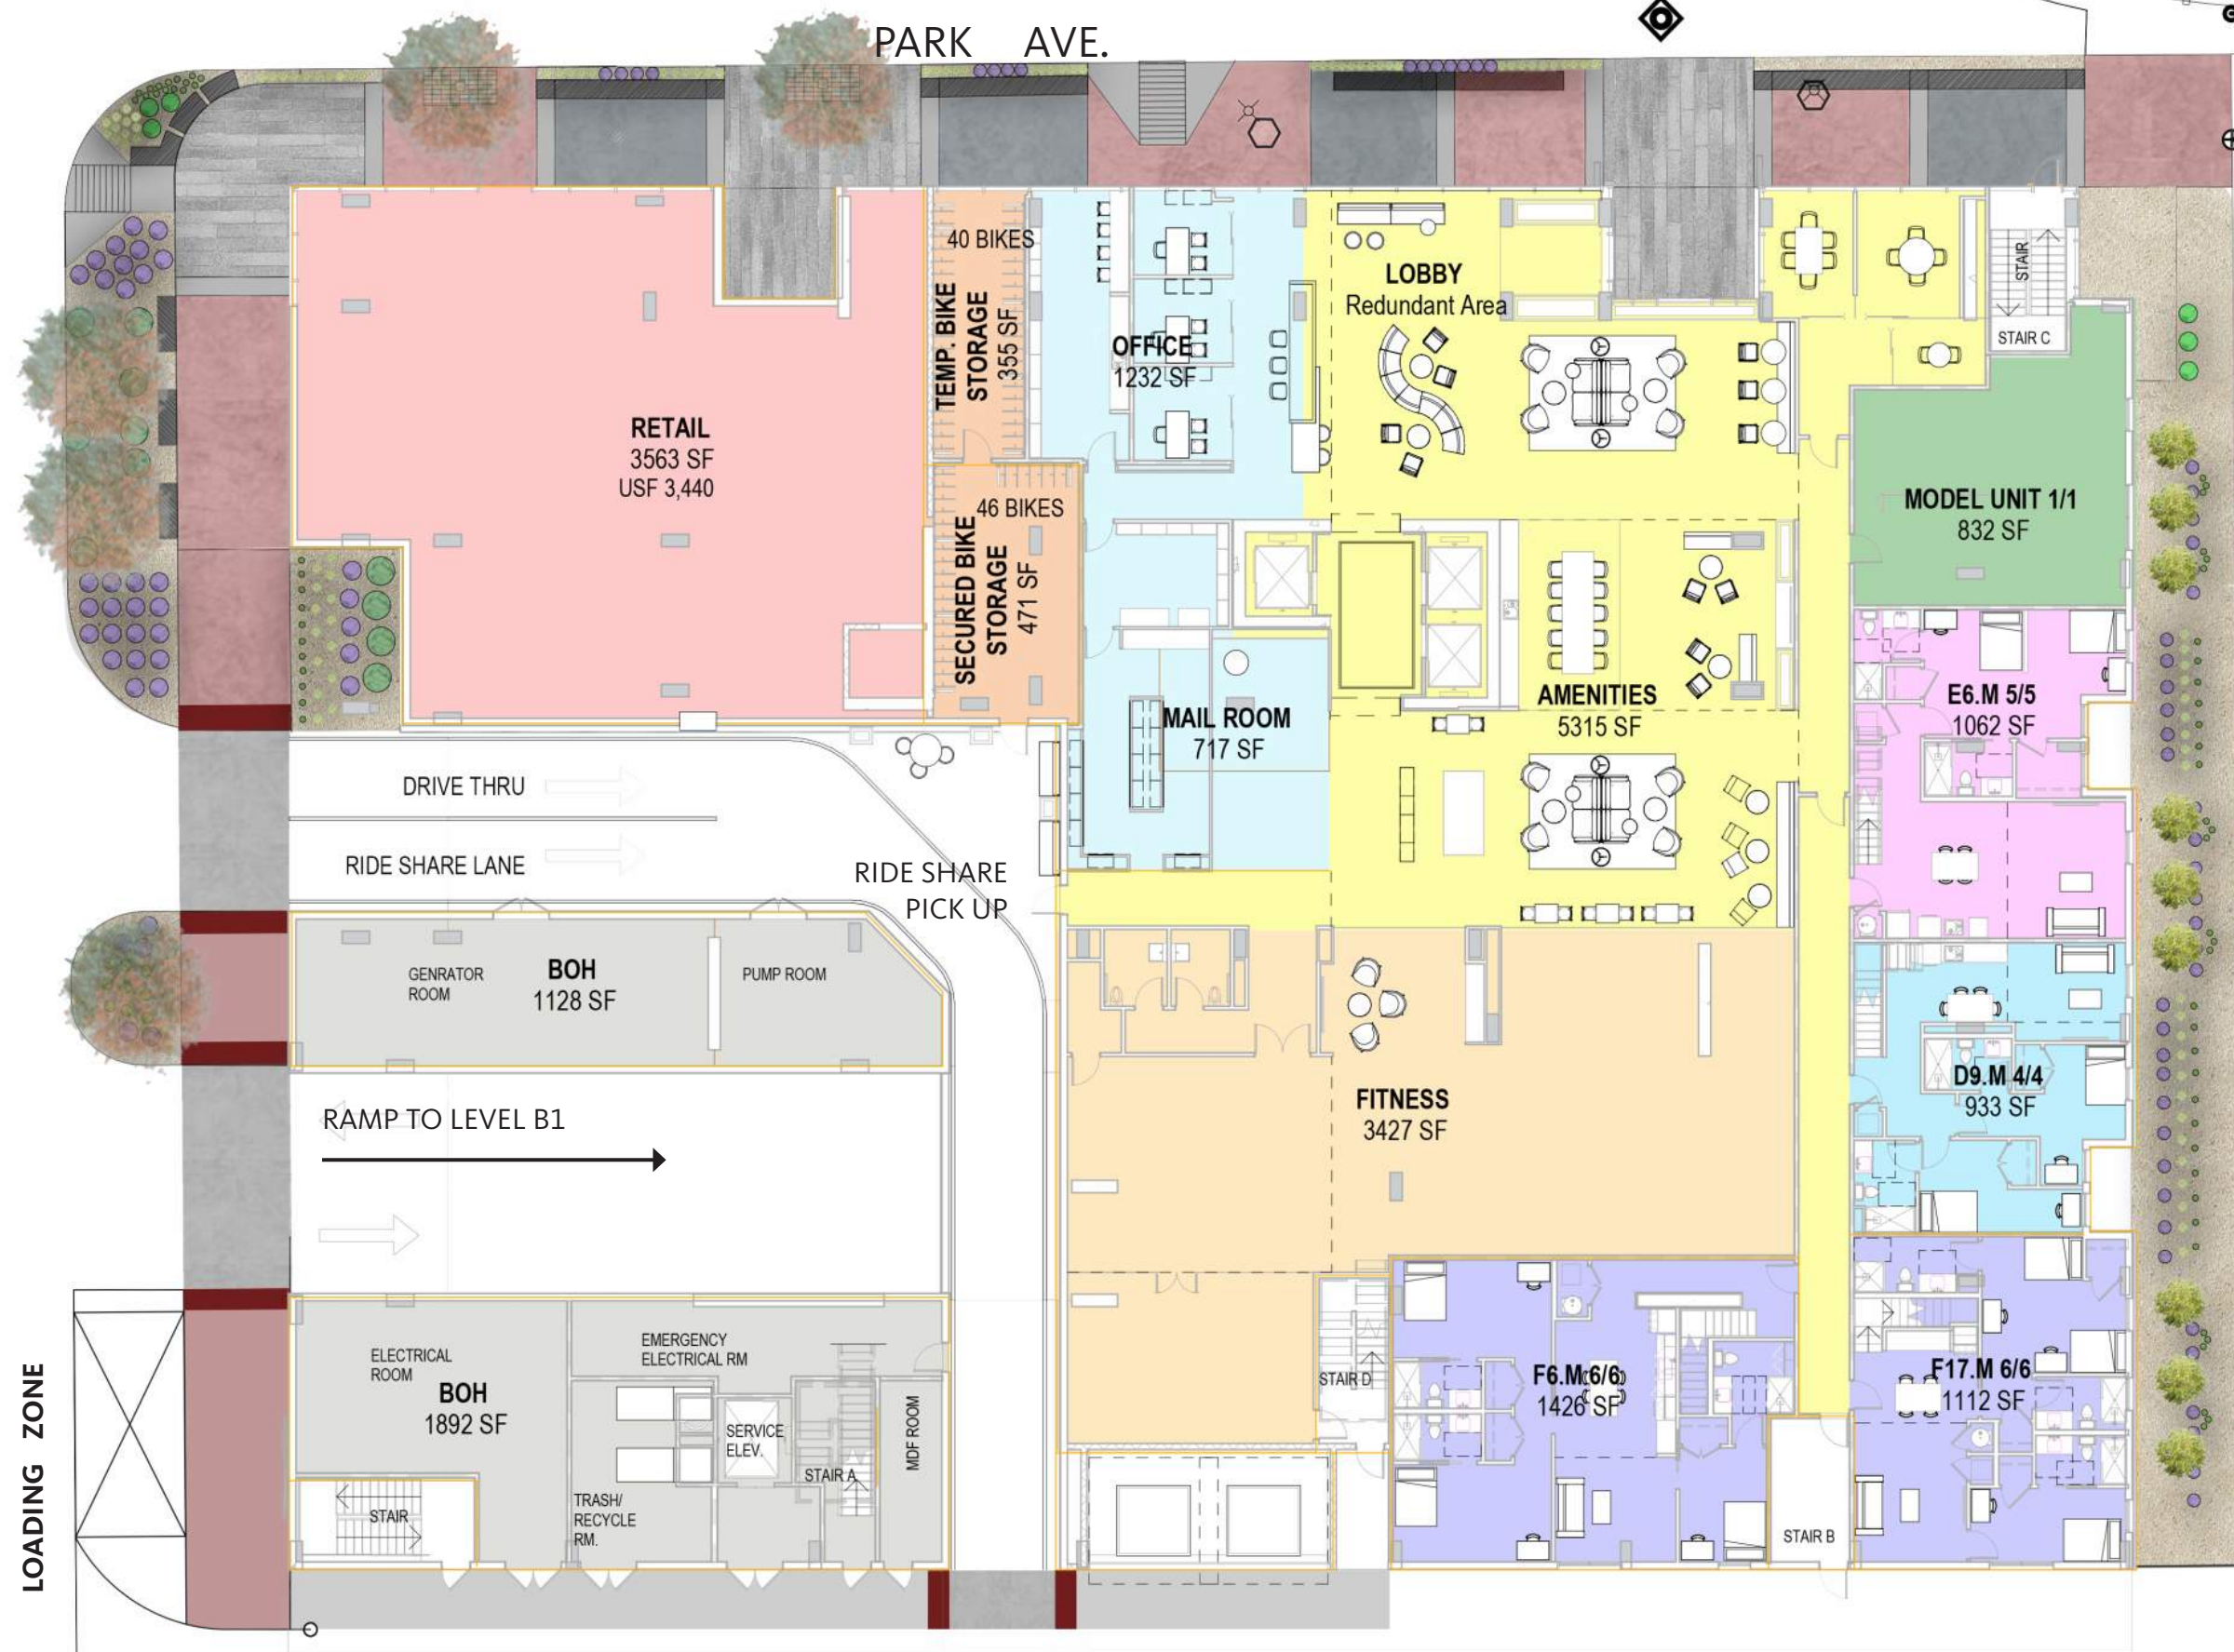 PARK AVE.
40 BIKES
TEMP. BIKE
STORAGE
355 SF
OFFICE
1232 SF
LOBBY
Redundant Area
STAIR
STAIR C
RETAIL
3563 SF
USF 3,440
46 BIKES
SECURED BIKE
STORAGE
471 SF
MODEL UNIT 1/1
832 SF
MAIL ROOM
717 SF
AMENITIES
5315 SF
E6.M 5/5
1062 SF
DRIVE THRU
RIDE SHARE LANE
RIDE SHARE
PICK UP
GENRATOR
ROOM
BOH
1128 SF
PUMP ROOM
RAMP TO LEVEL B1
FITNESS
3427 SF
D9.M 4/4
933 SF
LOADING ZONE
ELECTRICAL
ROOM
BOH
1892 SF
EMERGENCY
ELECTRICAL RM
STAIR
TRASH/
RECYCLE
RM.
SERVICE
ELEV.
STAIR A
MDF ROOM
STAIR D
F6.M 6/6
1426 SF
STAIR B
F17.M 6/6
1112 SF